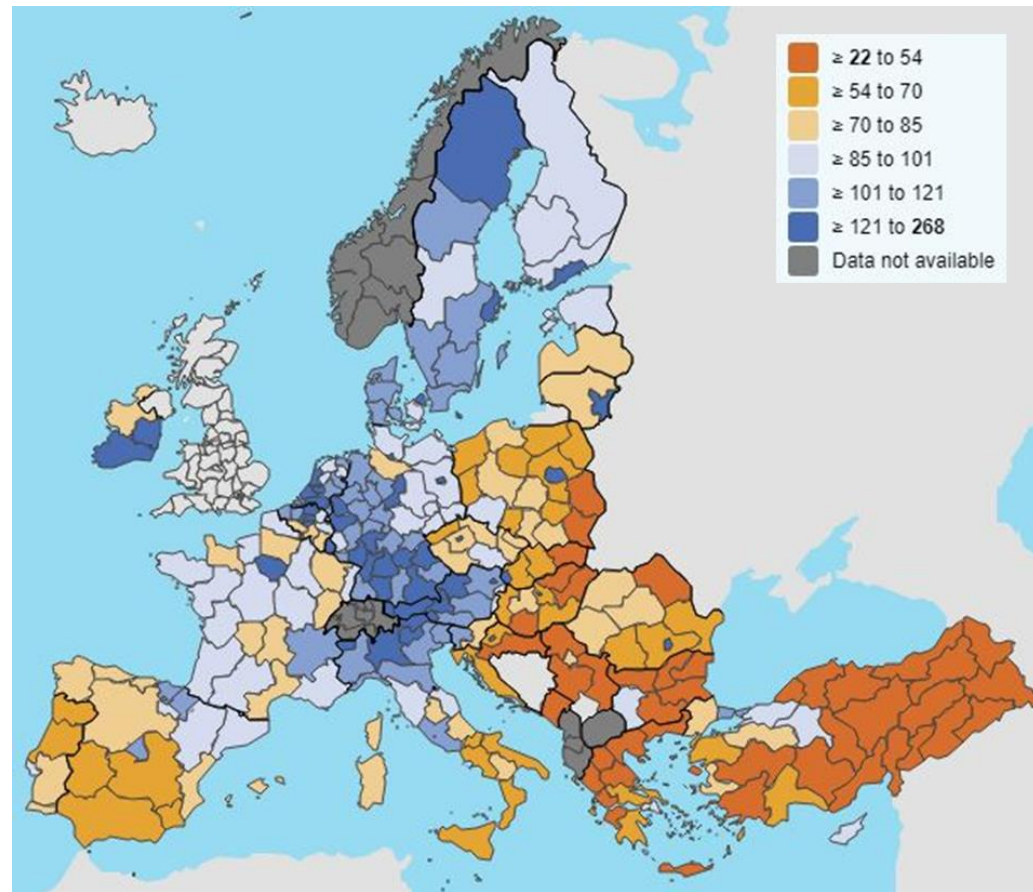 ≥ 22 to 54
≥ 54 to 70
≥ 70 to 85
≥ 85 to 101
≥ 101 to 121
≥ 121 to 268
Data not available